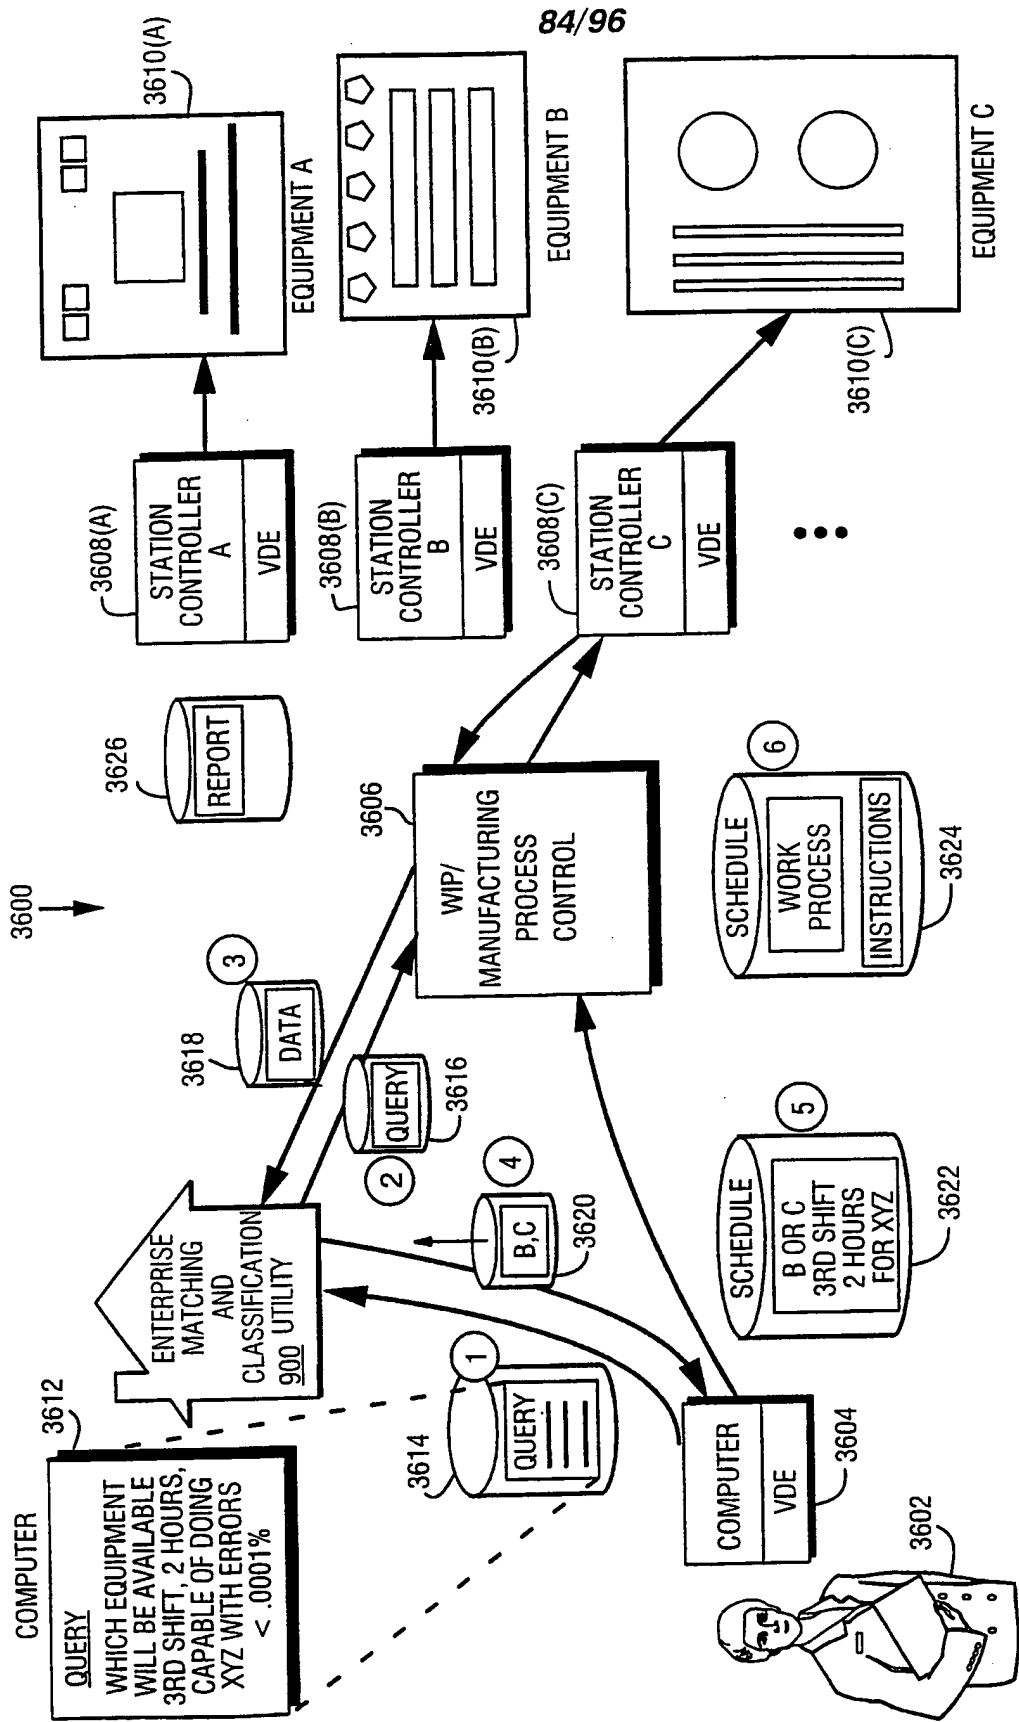 84/96
3600
COMPUTER
QUERY
WHICH EQUIPMENT
WILL BE AVAILABLE
3RD SHIFT, 2 HOURS,
CAPABLE OF DOING
XYZ WITH ERRORS
< .0001%
3612
ENTERPRISE
MATCHING
AND
CLASSIFICATION
900 UTILITY
3618
DATA
3
3626
REPORT
3608(A)
STATION
CONTROLLER
A
VDE
3610(A)
EQUIPMENT A
3614
QUERY
1
2
QUERY
3616
3606
WIP/
MANUFACTURING
PROCESS
CONTROL
3608(B)
STATION
CONTROLLER
B
VDE
3610(B)
EQUIPMENT B
B,C
4
3620
3608(C)
STATION
CONTROLLER
C
VDE
3610(C)
EQUIPMENT C
COMPUTER
VDE
3604
3602
SCHEDULE
B OR C
3RD SHIFT
2 HOURS
FOR XYZ
5
3622
SCHEDULE
WORK
PROCESS
INSTRUCTIONS
6
3624